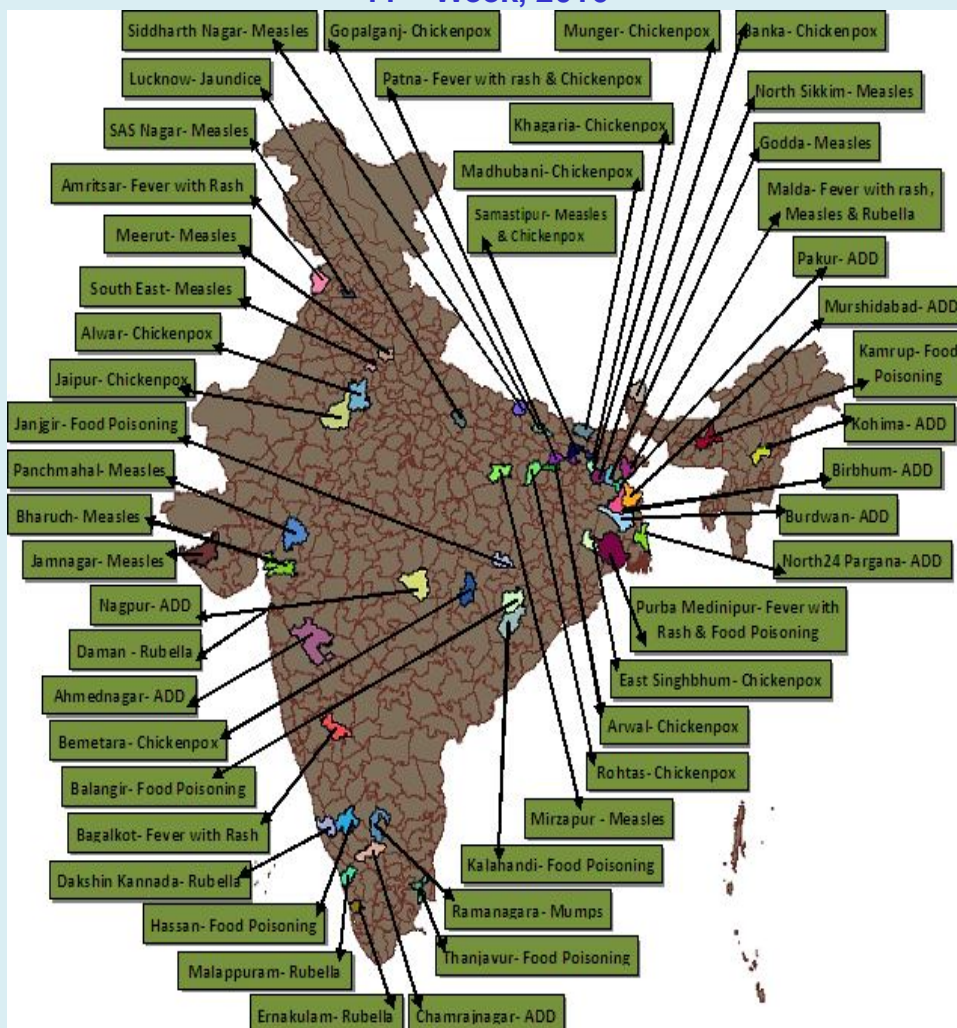 Siddharth Nagar- Measles
Gopalganj- Chickenpox
Munger- Chickenpox
Banka- Chickenpox
Lucknow- Jaundice
Patna- Fever with rash & Chickenpox
North Sikkim- Measles
SAS Nagar- Measles
Khagaria- Chickenpox
Godda- Measles
Amritsar- Fever with Rash
Madhubani- Chickenpox
Malda- Fever with rash,
Measles & Rubella
Samastipur- Measles
& Chickenpox
Meerut- Measles
Pakur- ADD
South East- Measles
Murshidabad- ADD
Alwar- Chickenpox
Kamrup- Food
Poisoning
Jaipur- Chickenpox
Janjgir- Food Poisoning
Kohima- ADD
Panchmahal- Measles
Birbhum- ADD
Bharuch- Measles
Burdwan- ADD
Jamnagar- Measles
North24 Pargana- ADD
Nagpur- ADD
Purba Medinipur- Fever with
Rash & Food Poisoning
Daman - Rubella
East Singhbhum- Chickenpox
Ahmednagar- ADD
Arwal- Chickenpox
Bemetara- Chickenpox
Rohtas- Chickenpox
Balangir- Food Poisoning
Mirzapur - Measles
Bagalkot- Fever with Rash
Kalahandi- Food Poisoning
Dakshin Kannada- Rubella
Ramanagara- Mumps
Hassan- Food Poisoning
Thanjavur- Food Poisoning
Malappuram- Rubella
Ernakulam- Rubella
Chamrajnagar- ADD